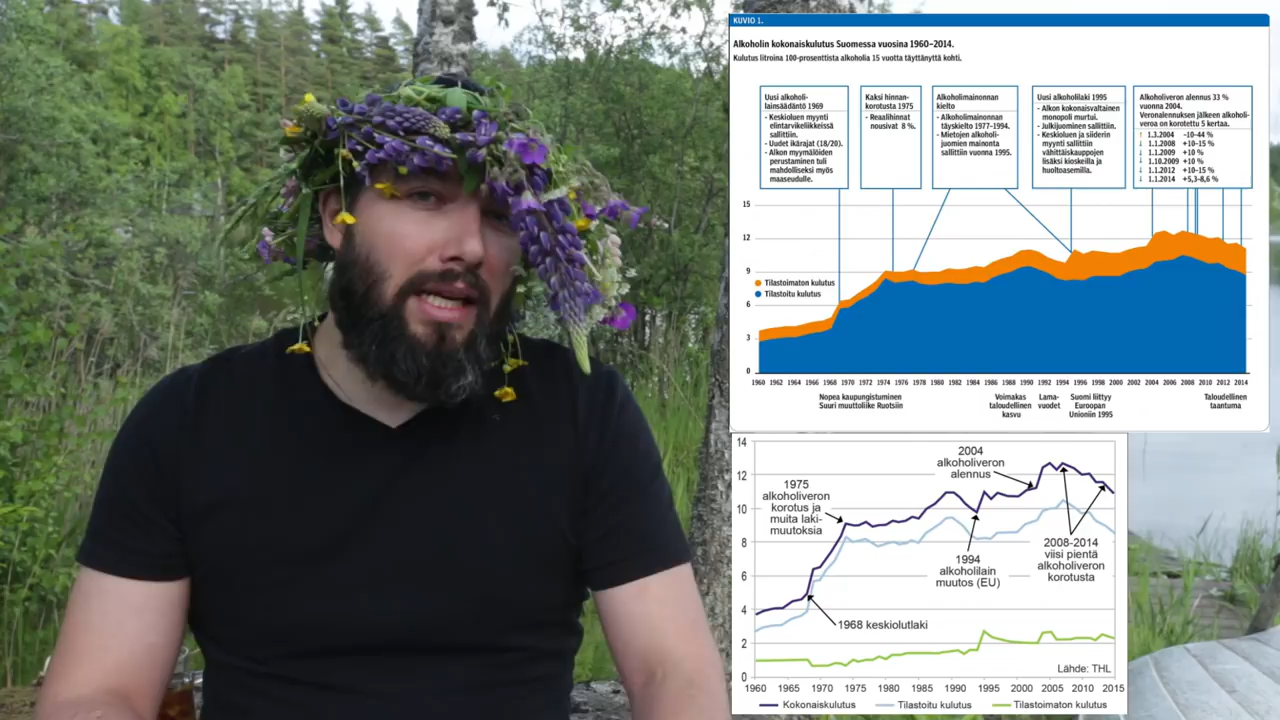 KUVIO 1.
Alkoholin kokonaiskulutus Suomessa vuosina 1960–2014.
Kulutus litroina 100-prosenttista alkoholia 15 vuotta täyttänyttä kohti.
Uusi alkoholi-
lainsäädäntö 1969
- Keskioluen myynti
elintarvikeliikkeissä
sallittiin.
- Uudet ikärajat (18/20).
- Alkon myymälöiden
perustaminen tuli
mahdolliseksi myös
maaseudulle.
Kaksi hinnan-
korotusta 1975
- Reaalihinnat
nousivat 8 %.
Alkoholimainonnan
kielto
- Alkoholimainonnan
täyskielto 1977–1994.
- Mietojen alkoholi-
juomien mainonta
sallittiin vuonna 1995.
Uusi alkoholilaki 1995
- Alkon kokonaisvaltainen
monopoli murtui.
- Julkijuominen sallittiin.
- Keskioluen ja siiderin
myynti sallittiin
vähittäiskauppojen
lisäksi kioskeilla ja
huoltoasemilla.
Alkoholiveron alennus 33 %
vuonna 2004.
Veronalennuksen jälkeen alkoholi-
veroa on korotettu 5 kertaa.
↑ 1.3.2004 –10-44 %
↓ 1.1.2008 +10-15 %
↓ 1.1.2009 +10 %
↓ 1.10.2009 +10 %
↓ 1.1.2012 +10-15 %
↓ 1.1.2014 +5,3-8,6 %
15
12
9
6
3
0
Tilastoimaton kulutus
Tilastoitu kulutus
1960 1962 1964 1966 1968 1970 1972 1974 1976 1978 1980 1982 1984 1986 1988 1990 1992 1994 1996 1998 2000 2002 2004 2006 2008 2010 2012 2014
Nopea kaupungistuminen
Suuri muuttoliike Ruotsiin
Voimakas
taloudellinen
kasvu
Lama-
vuodet
Suomi liittyy
Euroopan
Unioniin 1995
Taloudellinen
taantuma
14
12
10
8
6
4
2
0
1975
alkoholiveron
korotus ja
muita laki-
muutoksia
2004
alkoholiveron
alennus
1994
alkoholilain
muutos (EU)
2008-2014
viisi pientä
alkoholiveron
korotusta
1968 keskiolutlaki
Lähde: THL
1960 1965 1970 1975 1980 1985 1990 1995 2000 2005 2010 2015
Kokonaiskulutus Tilastoitu kulutus Tilastoimaton kulutus